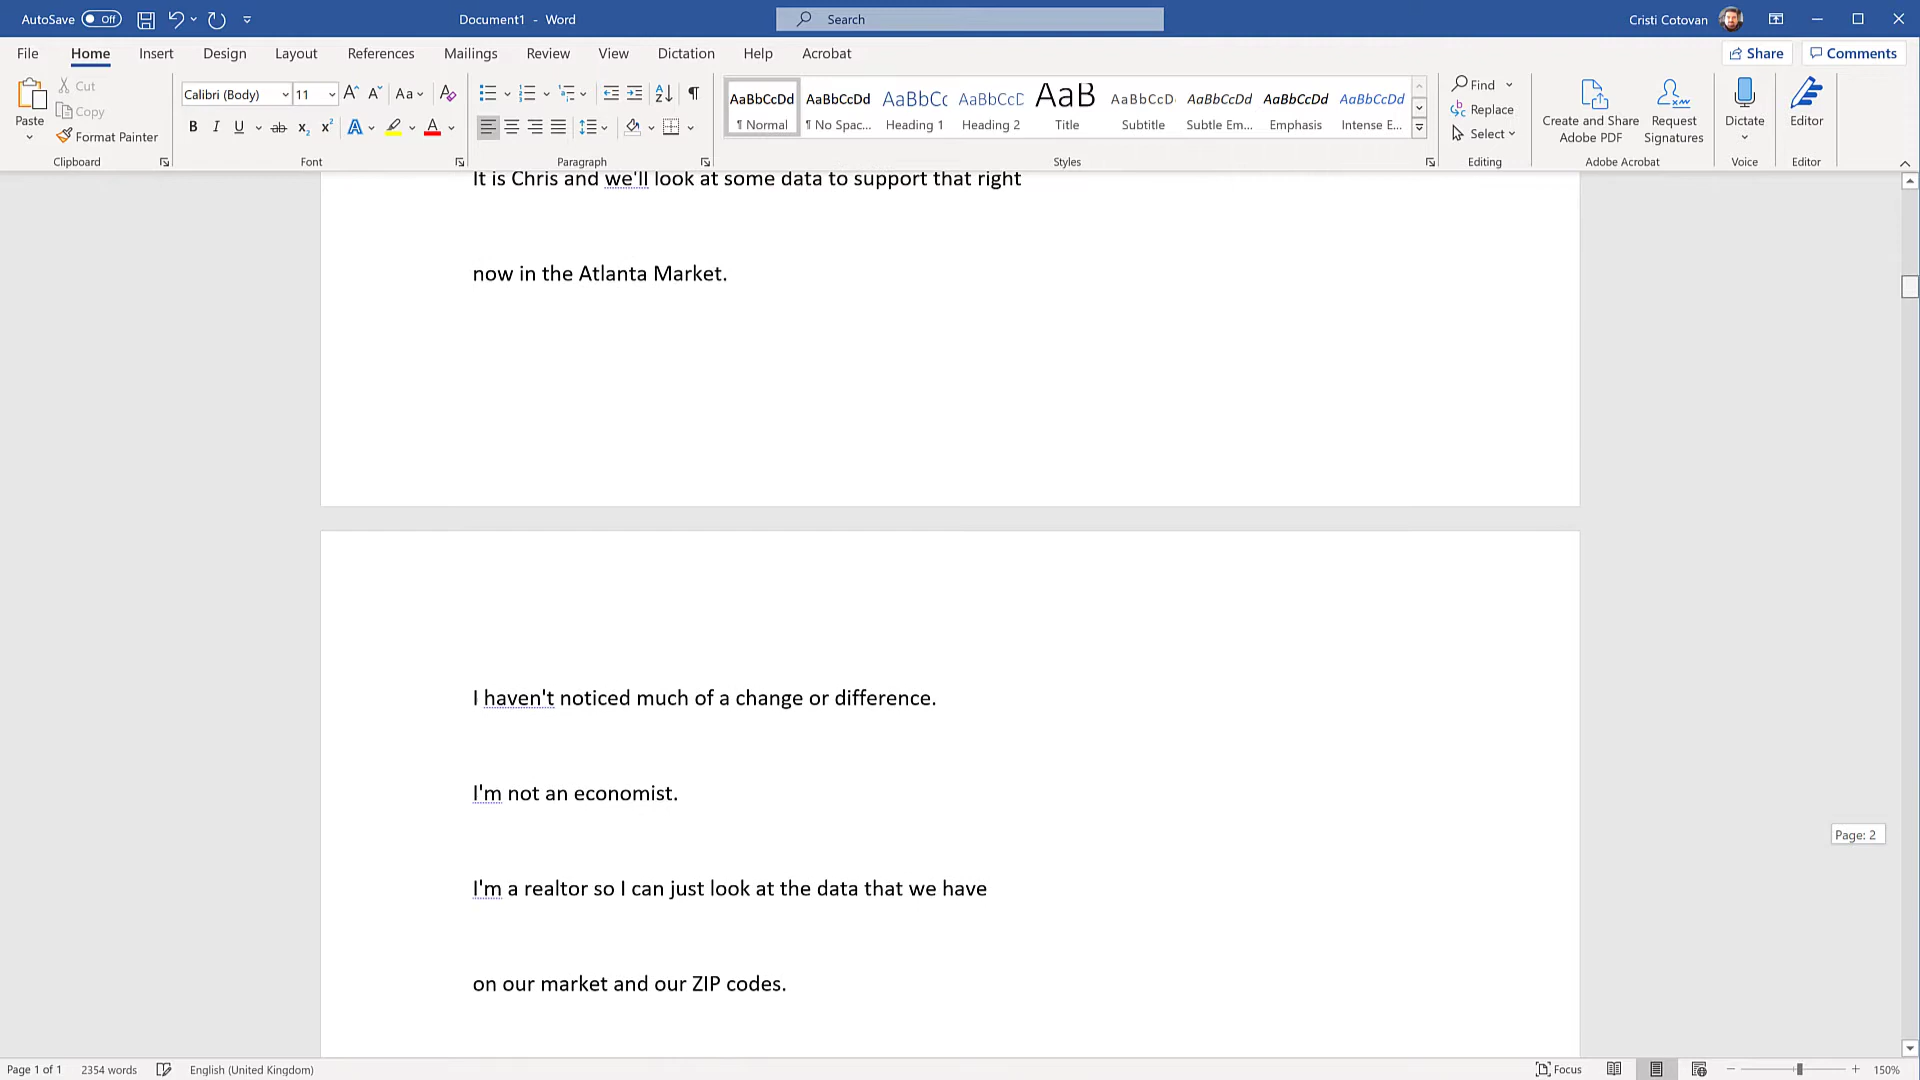 AutoSave Off Document1 - Word Search Cristi Cotovan
File Home Insert Design Layout References Mailings Review View Dictation Help Acrobat Share Comments
Paste Cut Copy Format Painter Clipboard
Calibri (Body) 11 Aa B I U ab x₂ x² A A Font
Paragraph
AaBbCcDd AaBbCcDd AaBbCc AaBbCcD AaB AaBbCcD AaBbCcDd AaBbCcDd AaBbCcDd
¶ Normal ¶ No Spac... Heading 1 Heading 2 Title Subtitle Subtle Em... Emphasis Intense E...
Styles
Find Replace Select Editing
Create and Share Adobe PDF Request Signatures Adobe Acrobat
Dictate Voice
Editor Editor
It is Chris and we'll look at some data to support that right
now in the Atlanta Market.
I haven't noticed much of a change or difference.
I'm not an economist.
Page: 2
I'm a realtor so I can just look at the data that we have
on our market and our ZIP codes.
Page 1 of 1 2354 words English (United Kingdom) Focus 150%